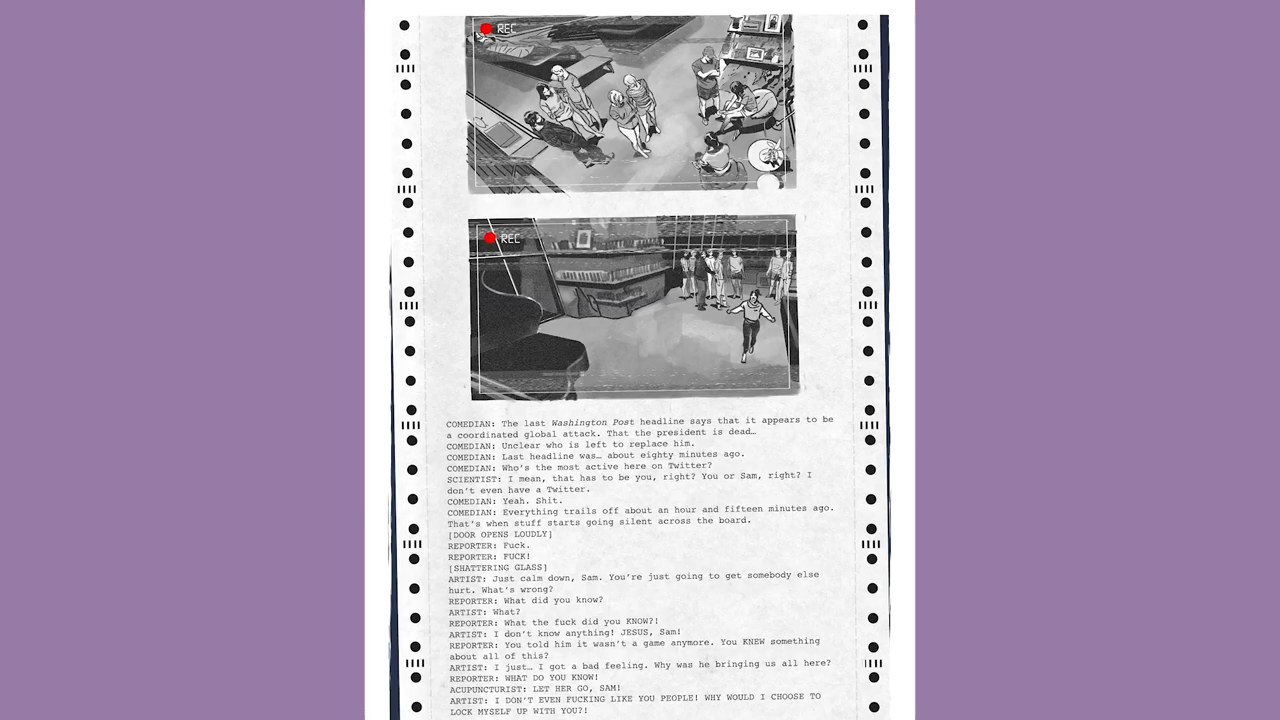 REC
REC
COMEDIAN: The last Washington Post headline says that it appears to be
a coordinated global attack. That the president is dead…
COMEDIAN: Unclear who is left to replace him.
COMEDIAN: Last headline was… about eighty minutes ago.
COMEDIAN: Who's the most active here on Twitter?
SCIENTIST: I mean, that has to be you, right? You or Sam, right? I
don't even have a Twitter.
COMEDIAN: Yeah. Shit.
COMEDIAN: Everything trails off about an hour and fifteen minutes ago.
That's when stuff starts going silent across the board.
[DOOR OPENS LOUDLY]
REPORTER: Fuck.
REPORTER: FUCK!
[SHATTERING GLASS]
ARTIST: Just calm down, Sam. You're just going to get somebody else
hurt. What's wrong?
REPORTER: What did you know?
ARTIST: What?
REPORTER: What the fuck did you KNOW?!
ARTIST: I don't know anything! JESUS, Sam!
REPORTER: You told him it wasn't a game anymore. You KNEW something
about all of this?
ARTIST: I just… I got a bad feeling. Why was he bringing us all here?
REPORTER: WHAT DO YOU KNOW!
ACUPUNCTURIST: LET HER GO, SAM!
ARTIST: I DON'T EVEN FUCKING LIKE YOU PEOPLE! WHY WOULD I CHOOSE TO
LOCK MYSELF UP WITH YOU?!